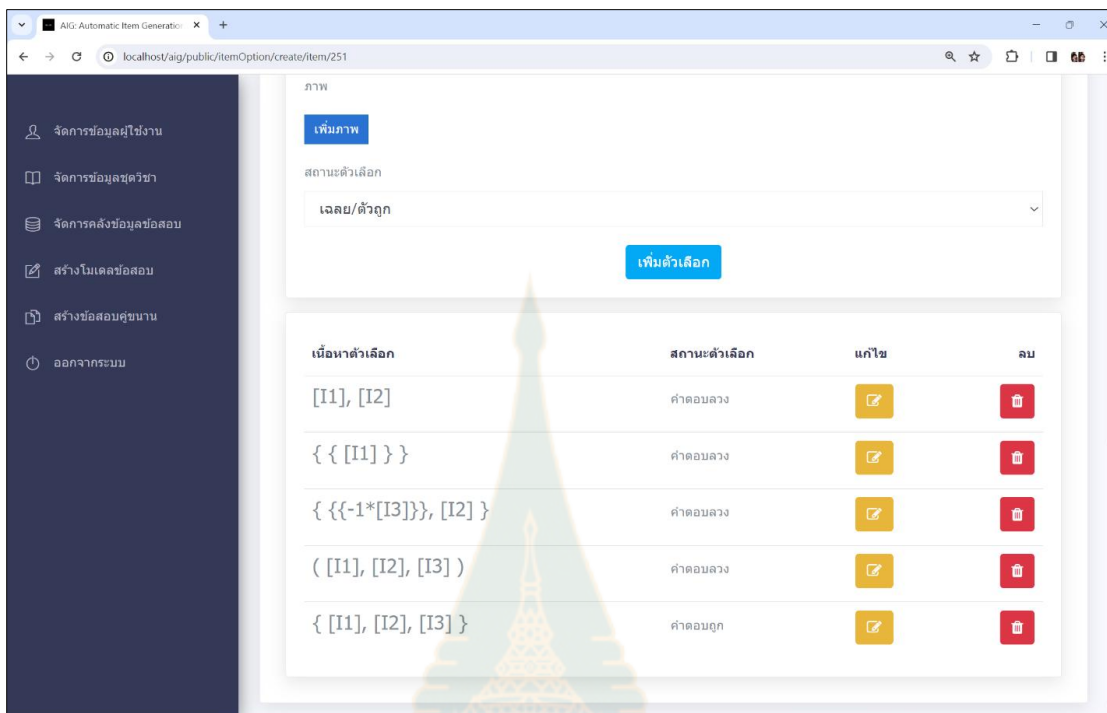 AIG: Automatic Item Generatio
localhost/aig/public/itemOption/create/item/251
จัดการข้อมูลผู้ใช้งาน
จัดการข้อมูลชุดวิชา
จัดการคลังข้อมูลข้อสอบ
สร้างโมเดลข้อสอบ
สร้างข้อสอบคู่ขนาน
ออกจากระบบ
ภาพ
เพิ่มภาพ
สถานะตัวเลือก
เฉลย/ตัวถูก
เพิ่มตัวเลือก
เนื้อหาตัวเลือก สถานะตัวเลือก แก้ไข ลบ
[I1], [I2] คำตอบลวง
{ { [I1] } } คำตอบลวง
{ {{-1*[I3]}}, [I2] } คำตอบลวง
( [I1], [I2], [I3] ) คำตอบลวง
{ [I1], [I2], [I3] } คำตอบถูก